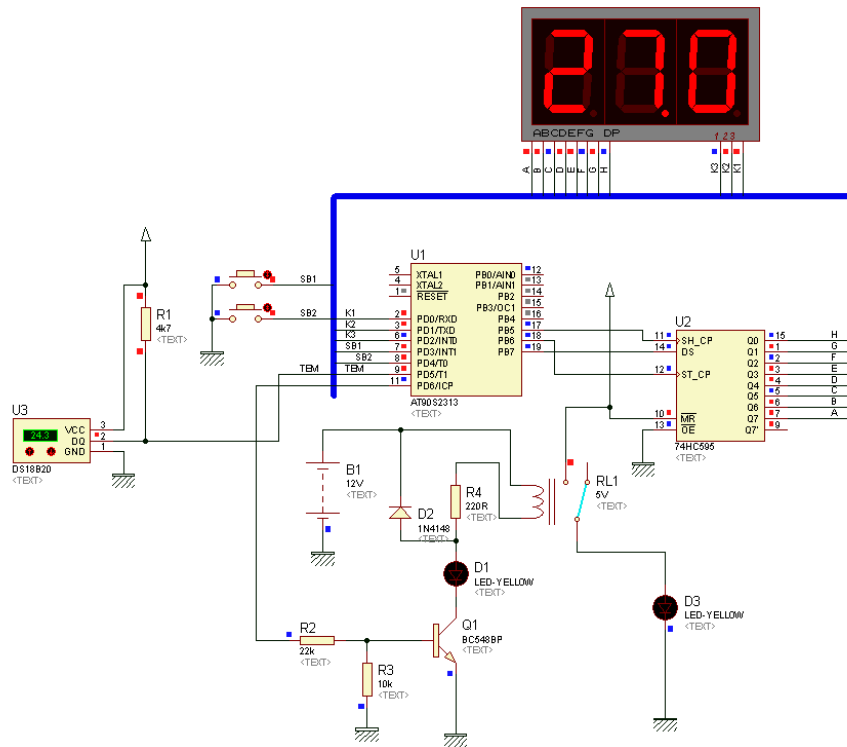 27.0
ABCDEFG DP
123
A B C D E F G H
K3 K2 K1
U1
5 XTAL1 PB0/AIN0 12
4 XTAL2 PB1/AIN1 13
1 RESET PB2 14
PB3/OC1 15
K1 2 PD0/RXD PB4 16
K2 3 PD1/TXD PB5 17
K3 6 PD2/INT0 PB6 18
SB1 7 PD3/INT1 PB7 19
SB2 8 PD4/T0
TEM TEM 9 PD5/T1
11 PD6/ICP
AT90S2313
<TEXT>
SB1
SB2
R1
4k7
<TEXT>
U2
11 SH_CP Q0 15 H
14 DS Q1 1 G
Q2 2 F
12 ST_CP Q3 3 E
Q4 4 D
Q5 5 C
Q6 6 B
10 MR Q7 7 A
13 OE Q7' 9
74HC595
<TEXT>
U3
24.3
VCC 3
DQ 2
GND 1
DS18B20
<TEXT>
B1
12V
<TEXT>
D2
1N4148
<TEXT>
R4
220R
<TEXT>
RL1
5V
<TEXT>
D1
LED-YELLOW
<TEXT>
D3
LED-YELLOW
<TEXT>
Q1
BC548BP
<TEXT>
R2
22k
<TEXT>
R3
10k
<TEXT>